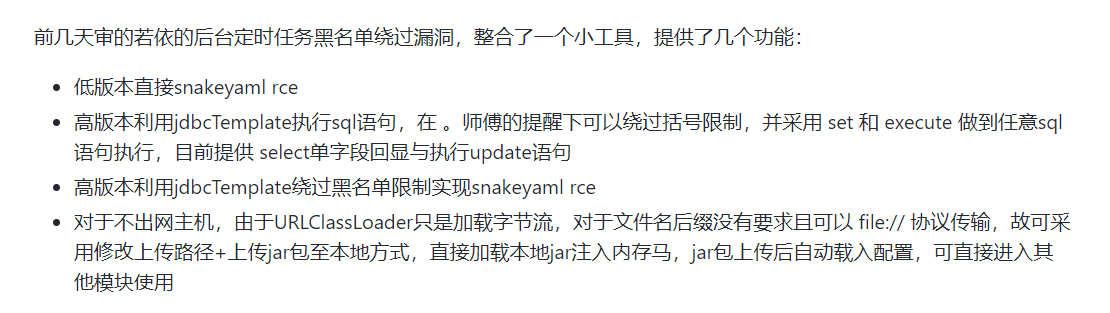 前几天审的若依的后台定时任务黑名单绕过漏洞，整合了一个小工具，提供了几个功能：
低版本直接snakeyaml rce
高版本利用jdbcTemplate执行sql语句，在 。师傅的提醒下可以绕过括号限制，并采用 set 和 execute 做到任意sql
语句执行，目前提供 select单字段回显与执行update语句
高版本利用jdbcTemplate绕过黑名单限制实现snakeyaml rce
对于不出网主机，由于URLClassLoader只是加载字节流，对于文件名后缀没有要求且可以 file:// 协议传输，故可采
用修改上传路径+上传jar包至本地方式，直接加载本地jar注入内存马，jar包上传后自动载入配置，可直接进入其
他模块使用